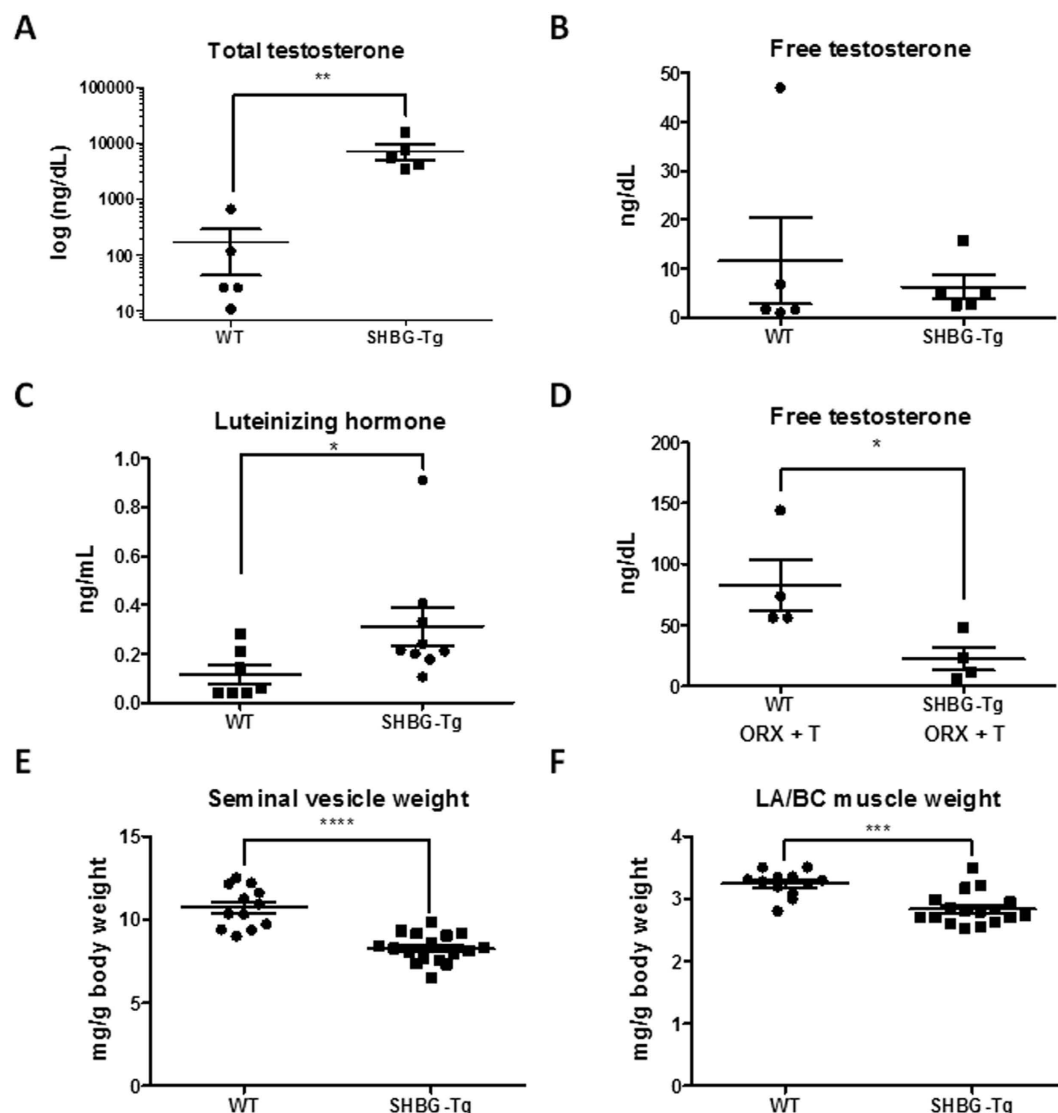 A
Total testosterone
**
log (ng/dL)
100000
10000
1000
100
10
WT
SHBG-Tg
B
Free testosterone
ng/dL
50
40
30
20
10
0
WT
SHBG-Tg
C
Luteinizing hormone
*
ng/mL
1.0
0.8
0.6
0.4
0.2
0.0
WT
SHBG-Tg
D
Free testosterone
*
ng/dL
200
150
100
50
0
WT
SHBG-Tg
ORX + T
ORX + T
E
Seminal vesicle weight
****
mg/g body weight
15
10
5
0
WT
SHBG-Tg
F
LA/BC muscle weight
***
mg/g body weight
4
3
2
1
0
WT
SHBG-Tg